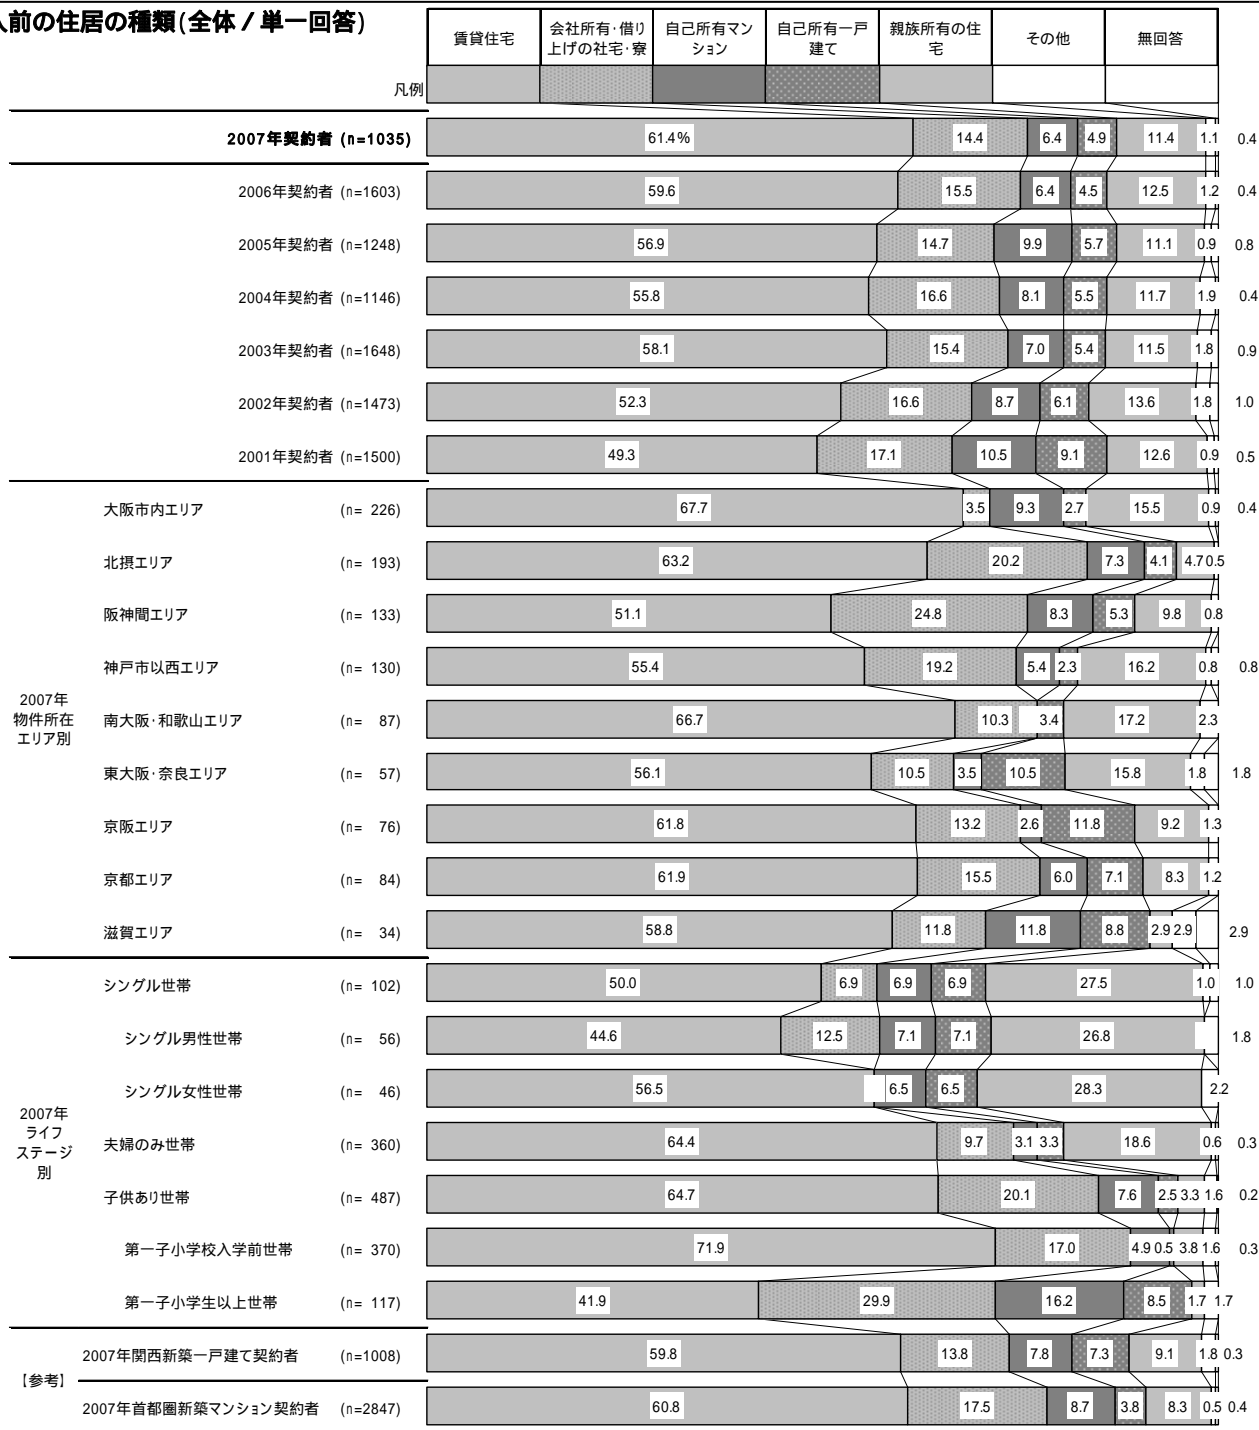 入前の住居の種類(全体 / 単一回答)
賃貸住宅 会社所有・借り上げの社宅・寮 自己所有マンション 自己所有一戸建て 親族所有の住宅 その他 無回答
凡例
2007年契約者 (n=1035) 61.4% 14.4 6.4 4.9 11.4 1.1 0.4
2006年契約者 (n=1603) 59.6 15.5 6.4 4.5 12.5 1.2 0.4
2005年契約者 (n=1248) 56.9 14.7 9.9 5.7 11.1 0.9 0.8
2004年契約者 (n=1146) 55.8 16.6 8.1 5.5 11.7 1.9 0.4
2003年契約者 (n=1648) 58.1 15.4 7.0 5.4 11.5 1.8 0.9
2002年契約者 (n=1473) 52.3 16.6 8.7 6.1 13.6 1.8 1.0
2001年契約者 (n=1500) 49.3 17.1 10.5 9.1 12.6 0.9 0.5
2007年物件所在エリア別
大阪市内エリア (n= 226) 67.7 3.5 9.3 2.7 15.5 0.9 0.4
北摂エリア (n= 193) 63.2 20.2 7.3 4.1 4.7 0.5
阪神間エリア (n= 133) 51.1 24.8 8.3 5.3 9.8 0.8
神戸市以西エリア (n= 130) 55.4 19.2 5.4 2.3 16.2 0.8 0.8
南大阪・和歌山エリア (n= 87) 66.7 10.3 3.4 17.2 2.3
東大阪・奈良エリア (n= 57) 56.1 10.5 3.5 10.5 15.8 1.8 1.8
京阪エリア (n= 76) 61.8 13.2 2.6 11.8 9.2 1.3
京都エリア (n= 84) 61.9 15.5 6.0 7.1 8.3 1.2
滋賀エリア (n= 34) 58.8 11.8 11.8 8.8 2.9 2.9 2.9
2007年ライフステージ別
シングル世帯 (n= 102) 50.0 6.9 6.9 6.9 27.5 1.0 1.0
シングル男性世帯 (n= 56) 44.6 12.5 7.1 7.1 26.8 1.8
シングル女性世帯 (n= 46) 56.5 6.5 6.5 28.3 2.2
夫婦のみ世帯 (n= 360) 64.4 9.7 3.1 3.3 18.6 0.6 0.3
子供あり世帯 (n= 487) 64.7 20.1 7.6 2.5 3.3 1.6 0.2
第一子小学校入学前世帯 (n= 370) 71.9 17.0 4.9 0.5 3.8 1.6 0.3
第一子小学生以上世帯 (n= 117) 41.9 29.9 16.2 8.5 1.7 1.7
【参考】
2007年関西新築一戸建て契約者 (n=1008) 59.8 13.8 7.8 7.3 9.1 1.8 0.3
2007年首都圏新築マンション契約者 (n=2847) 60.8 17.5 8.7 3.8 8.3 0.5 0.4